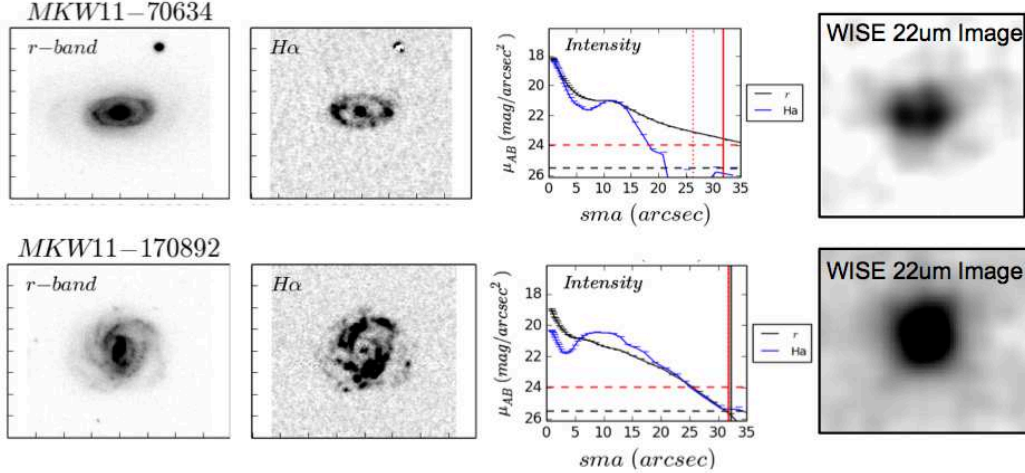 MKW11−70634
r−band
Hα
Intensity
r
Ha
μAB (mag/arcsec²)
18
20
22
24
26
0 5 10 15 20 25 30 35
sma (arcsec)
WISE 22um Image
MKW11−170892
r−band
Hα
Intensity
r
Ha
μAB (mag/arcsec²)
18
20
22
24
26
0 5 10 15 20 25 30 35
sma (arcsec)
WISE 22um Image